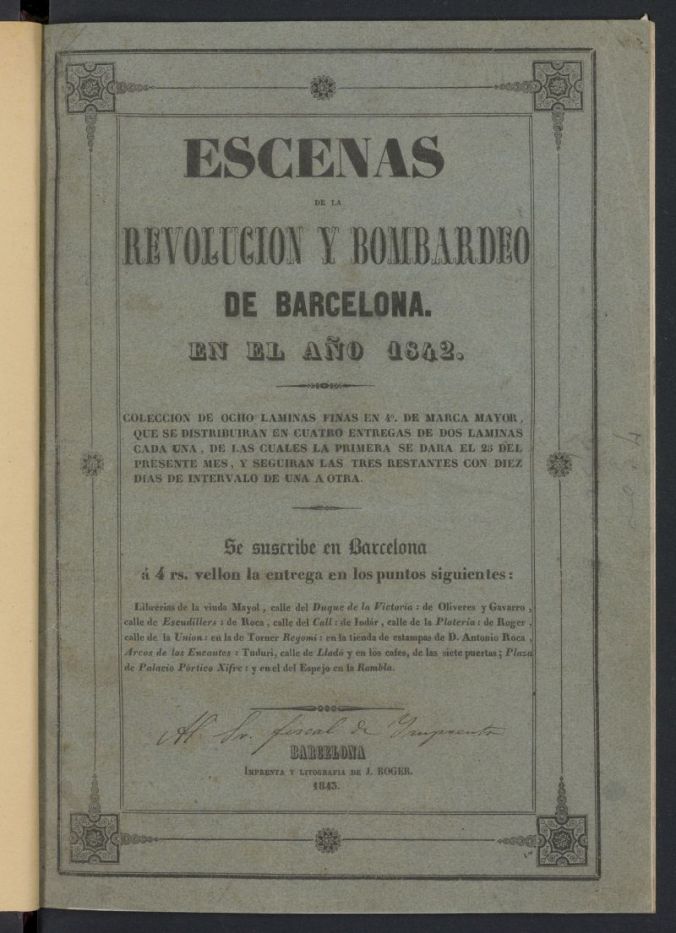 ESCENAS
DE LA
REVOLUCION Y BOMBARDEO
DE BARCELONA.
EN EL AÑO 1842.
COLECCION DE OCHO LAMINAS FINAS EN 4º. DE MARCA MAYOR,
QUE SE DISTRIBUIRAN EN CUATRO ENTREGAS DE DOS LAMINAS
CADA UNA, DE LAS CUALES LA PRIMERA SE DARA EL 25 DEL
PRESENTE MES, Y SEGUIRAN LAS TRES RESTANTES CON DIEZ
DIAS DE INTERVALO DE UNA A OTRA.
Se suscribe en Barcelona
á 4 rs. vellon la entrega en los puntos siguientes:
Librerias de la viuda Mayol, calle del Duque de la Victoria: de Oliveres y Gavarro,
calle de Escudillers: de Roca, calle del Call: de Indár, calle de la Plateria: de Roger,
calle de la Union: en la de Torner Regomi: en la tienda de estampas de D. Antonio Roca,
Arcos de los Encantes: Tuduri, calle de Lladó y en los cafes, de las siete puertas; Plaza
de Palacio Pórtico Xifre: y en el del Espejo en la Rambla.
Al Sr. fiscal de Imprenta
BARCELONA
IMPRENTA Y LITOGRAFIA DE J. ROGER.
1843.